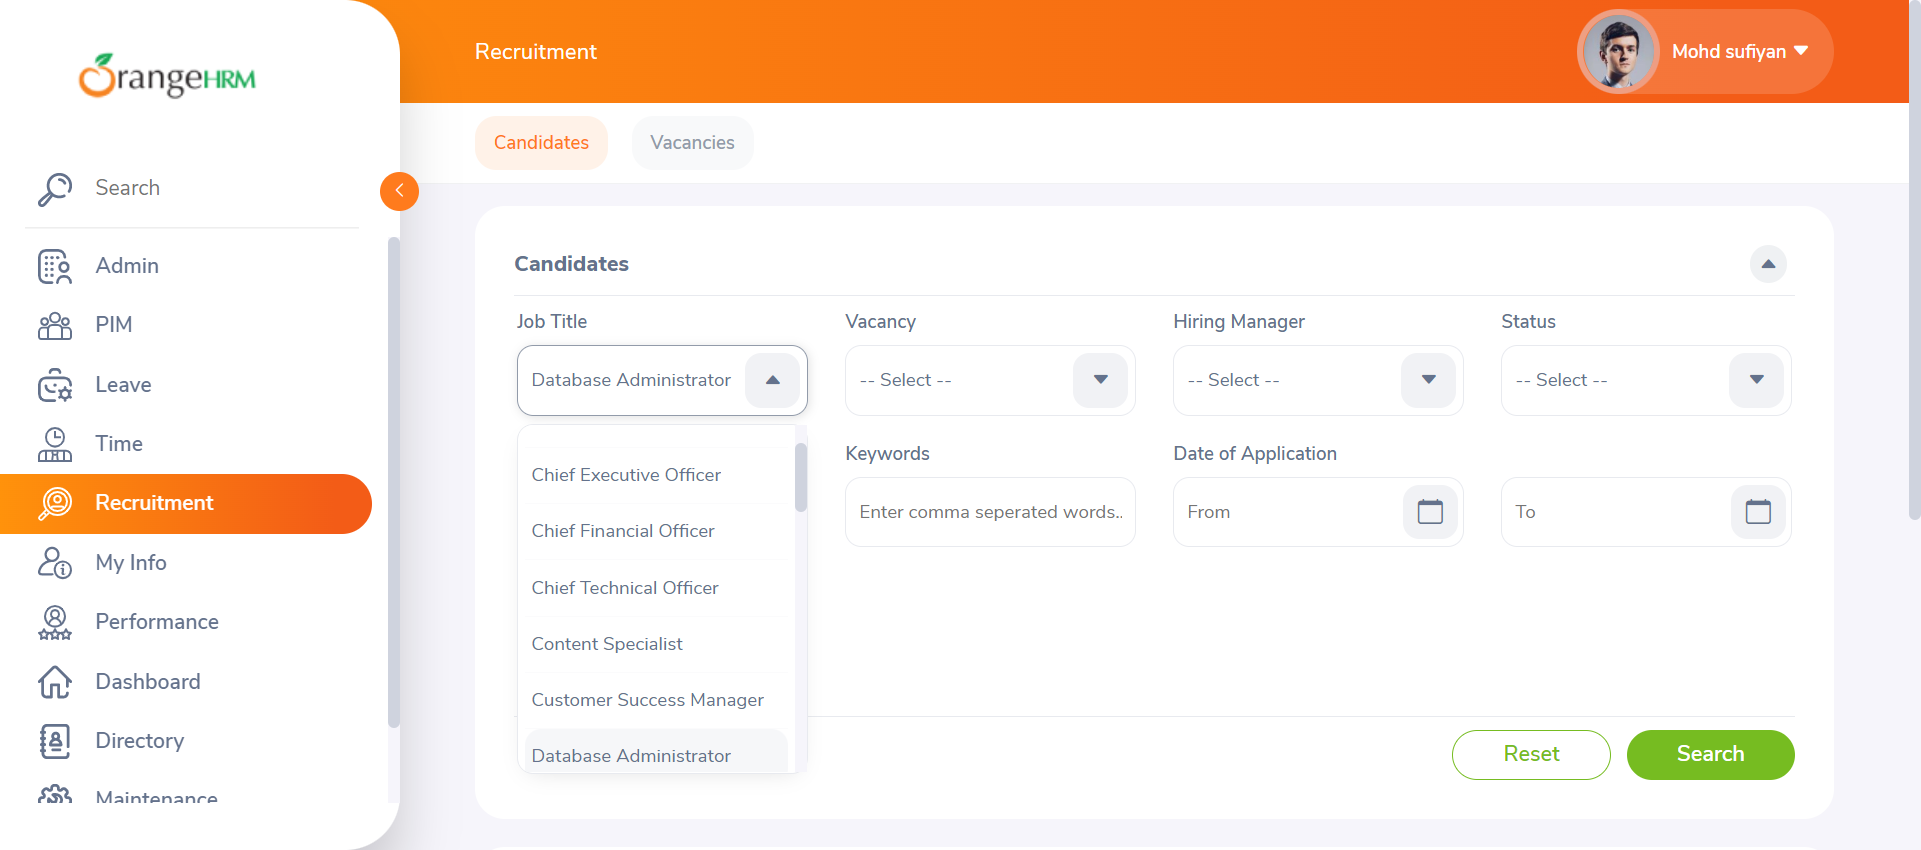 OrangeHRM
Recruitment
Mohd sufiyan
Candidates
Vacancies
Search
Admin
PIM
Leave
Time
Recruitment
My Info
Performance
Dashboard
Directory
Maintenance
Candidates
Job Title
Vacancy
Hiring Manager
Status
Database Administrator
-- Select --
-- Select --
-- Select --
Chief Executive Officer
Chief Financial Officer
Chief Technical Officer
Content Specialist
Customer Success Manager
Database Administrator
Keywords
Date of Application
Enter comma seperated words..
From
To
Reset
Search